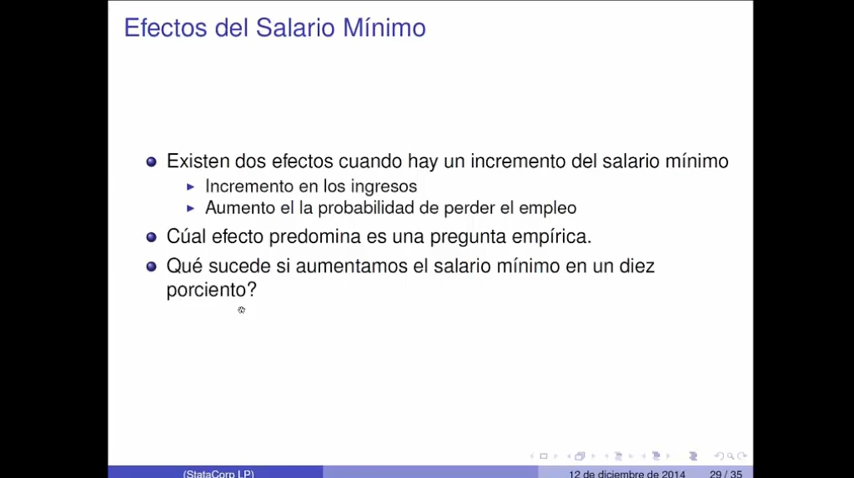 Efectos del Salario Mínimo
Existen dos efectos cuando hay un incremento del salario mínimo
Incremento en los ingresos
Aumento el la probabilidad de perder el empleo
Cúal efecto predomina es una pregunta empírica.
Qué sucede si aumentamos el salario mínimo en un diez
porciento?
(StataCorp LP)
12 de diciembre de 2014
29 / 35